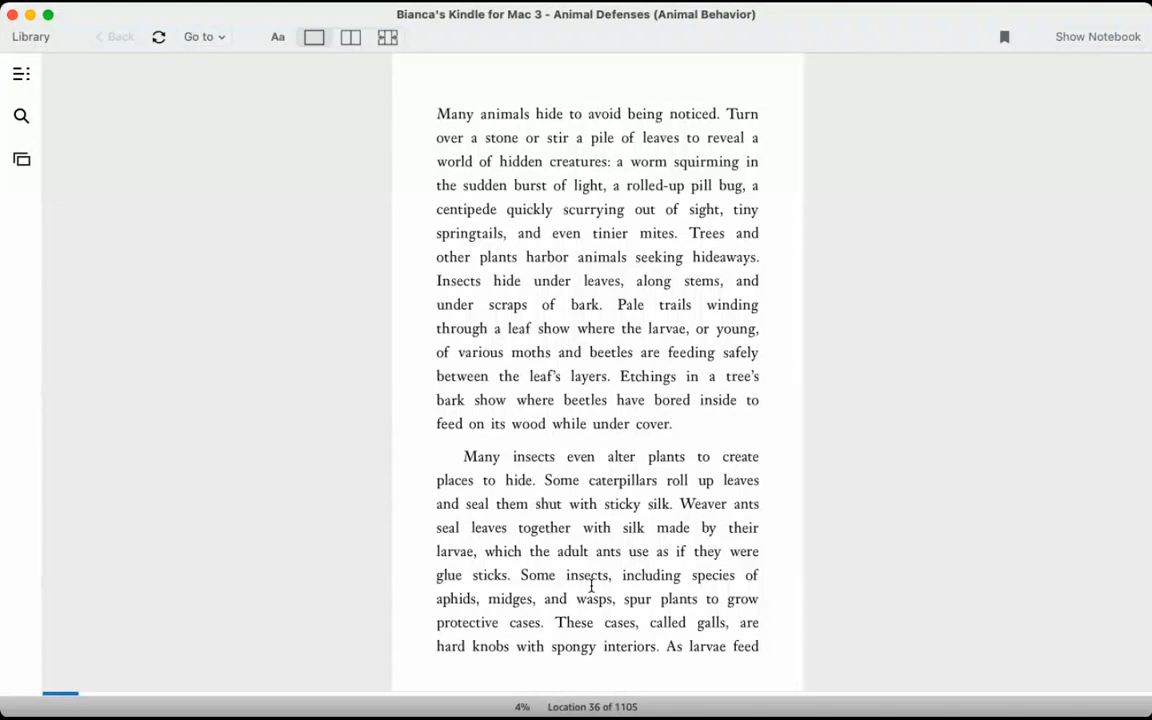 Bianca's Kindle for Mac 3 - Animal Defenses (Animal Behavior)
Library
Back
Go to
Aa
Show Notebook
Many animals hide to avoid being noticed. Turn
over a stone or stir a pile of leaves to reveal a
world of hidden creatures: a worm squirming in
the sudden burst of light, a rolled-up pill bug, a
centipede quickly scurrying out of sight, tiny
springtails, and even tinier mites. Trees and
other plants harbor animals seeking hideaways.
Insects hide under leaves, along stems, and
under scraps of bark. Pale trails winding
through a leaf show where the larvae, or young,
of various moths and beetles are feeding safely
between the leaf’s layers. Etchings in a tree’s
bark show where beetles have bored inside to
feed on its wood while under cover.
Many insects even alter plants to create
places to hide. Some caterpillars roll up leaves
and seal them shut with sticky silk. Weaver ants
seal leaves together with silk made by their
larvae, which the adult ants use as if they were
glue sticks. Some insects, including species of
aphids, midges, and wasps, spur plants to grow
protective cases. These cases, called galls, are
hard knobs with spongy interiors. As larvae feed
4% Location 36 of 1105